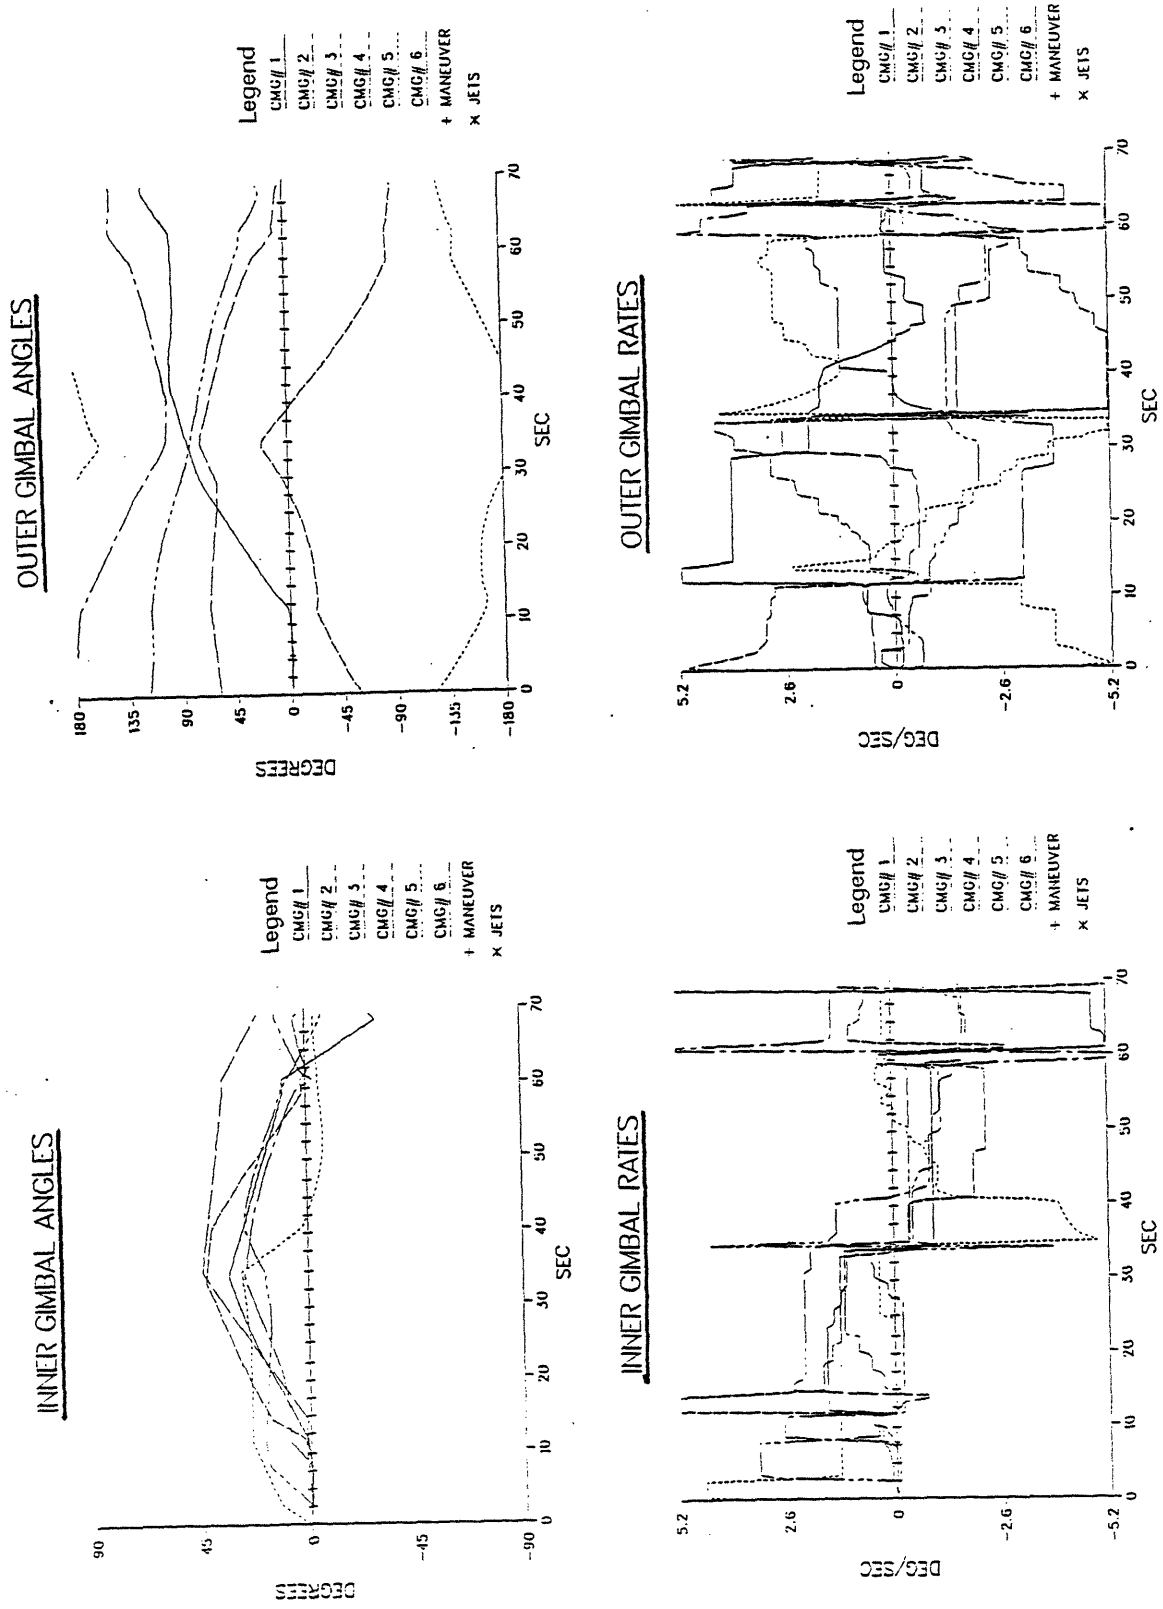 INNER GIMBAL ANGLES
DEGREES
90
45
0
-45
-90
0
10
20
30
40
50
60
70
SEC
Legend
CMG# 1
CMG# 2
CMG# 3
CMG# 4
CMG# 5
CMG# 6
+ MANEUVER
× JETS
OUTER GIMBAL ANGLES
DEGREES
180
135
90
45
0
-45
-90
-135
-180
0
10
20
30
40
50
60
70
SEC
Legend
CMG# 1
CMG# 2
CMG# 3
CMG# 4
CMG# 5
CMG# 6
+ MANEUVER
× JETS
INNER GIMBAL RATES
DEG/SEC
5.2
2.6
0
-2.6
-5.2
0
10
20
30
40
50
60
70
SEC
Legend
CMG# 1
CMG# 2
CMG# 3
CMG# 4
CMG# 5
CMG# 6
+ MANEUVER
× JETS
OUTER GIMBAL RATES
DEG/SEC
5.2
2.6
0
-2.6
-5.2
0
10
20
30
40
50
60
70
SEC
Legend
CMG# 1
CMG# 2
CMG# 3
CMG# 4
CMG# 5
CMG# 6
+ MANEUVER
× JETS